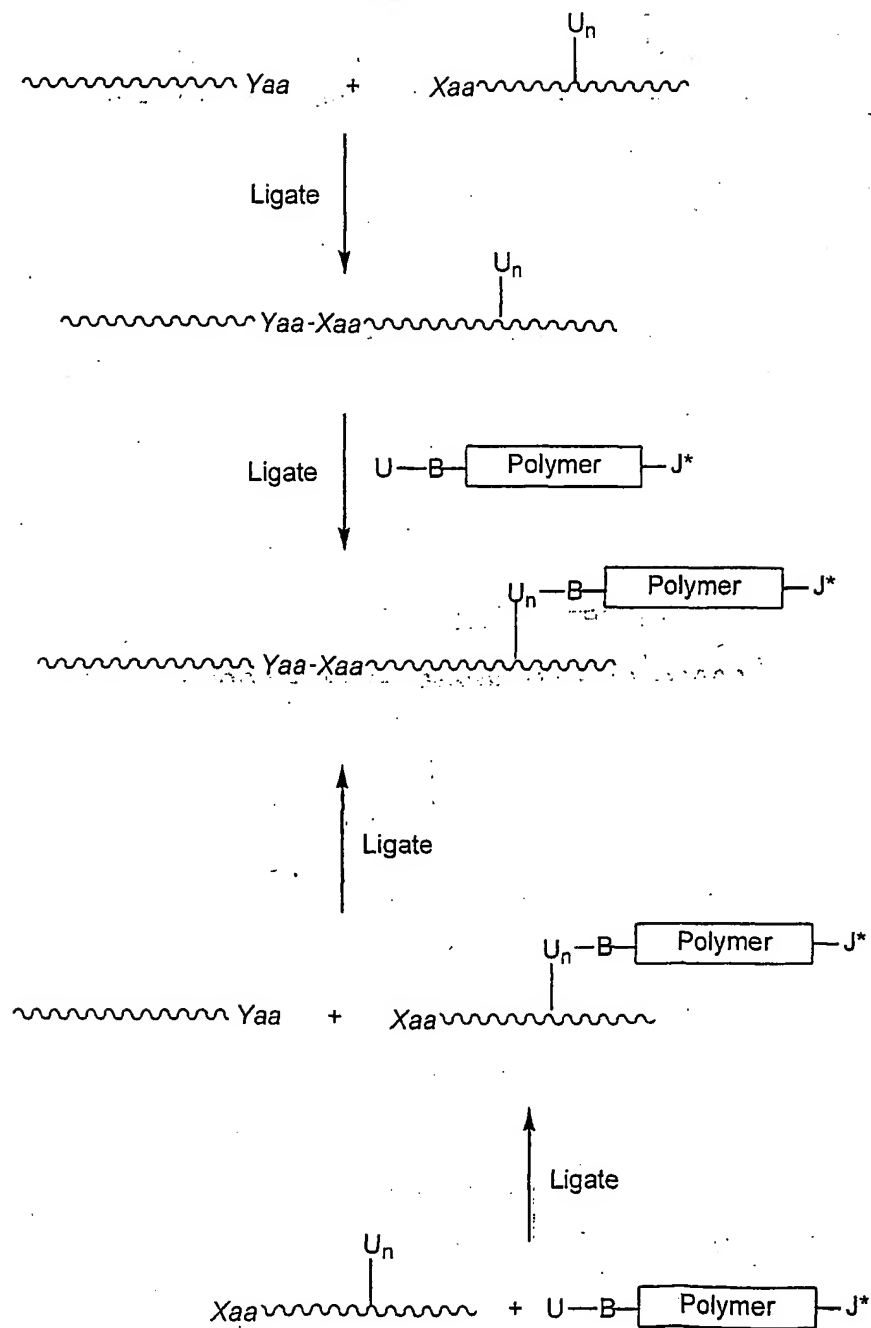 Uₙ
Yaa + Xaa
Ligate
Uₙ
Yaa-Xaa
Ligate U—B—Polymer—J*
Uₙ—B—Polymer—J*
Yaa-Xaa
Ligate
Uₙ—B—Polymer—J*
Yaa + Xaa
Ligate
Uₙ
Xaa + U—B—Polymer—J*